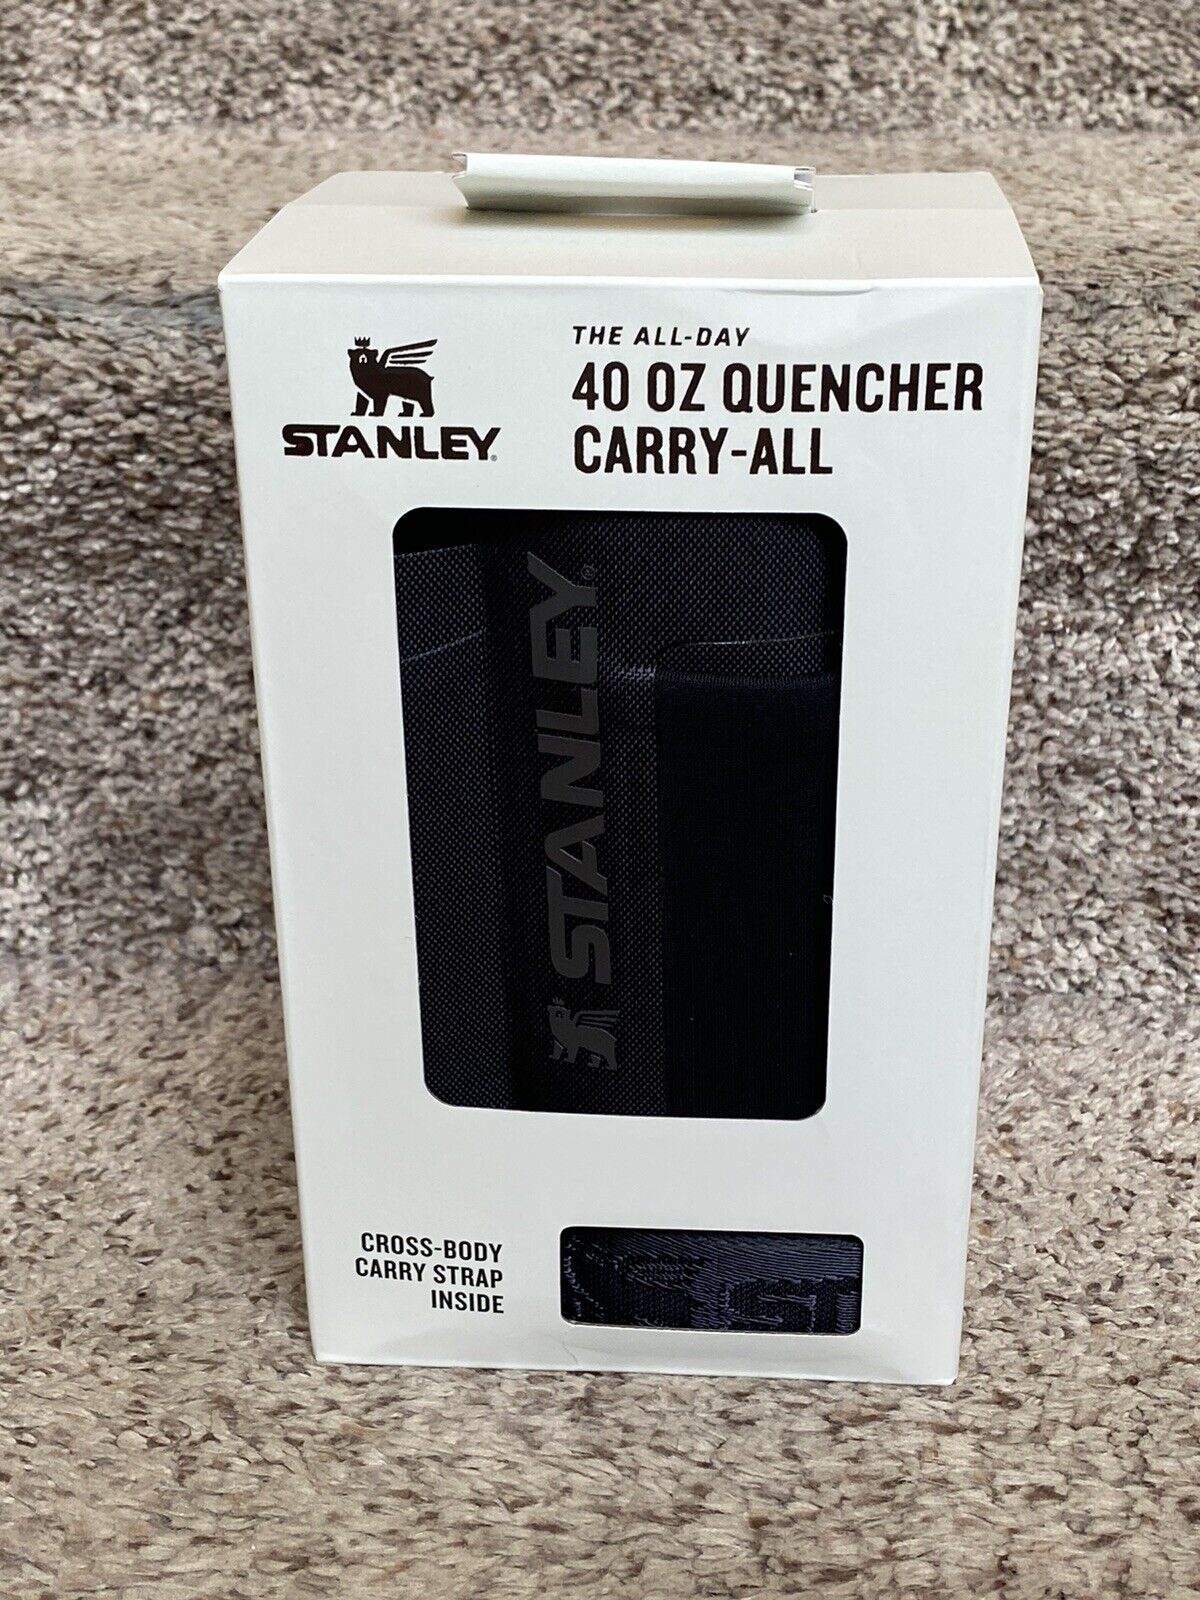 STANLEY®
THE ALL-DAY
40 OZ QUENCHER
CARRY-ALL
STANLEY®
CROSS-BODY
CARRY STRAP
INSIDE